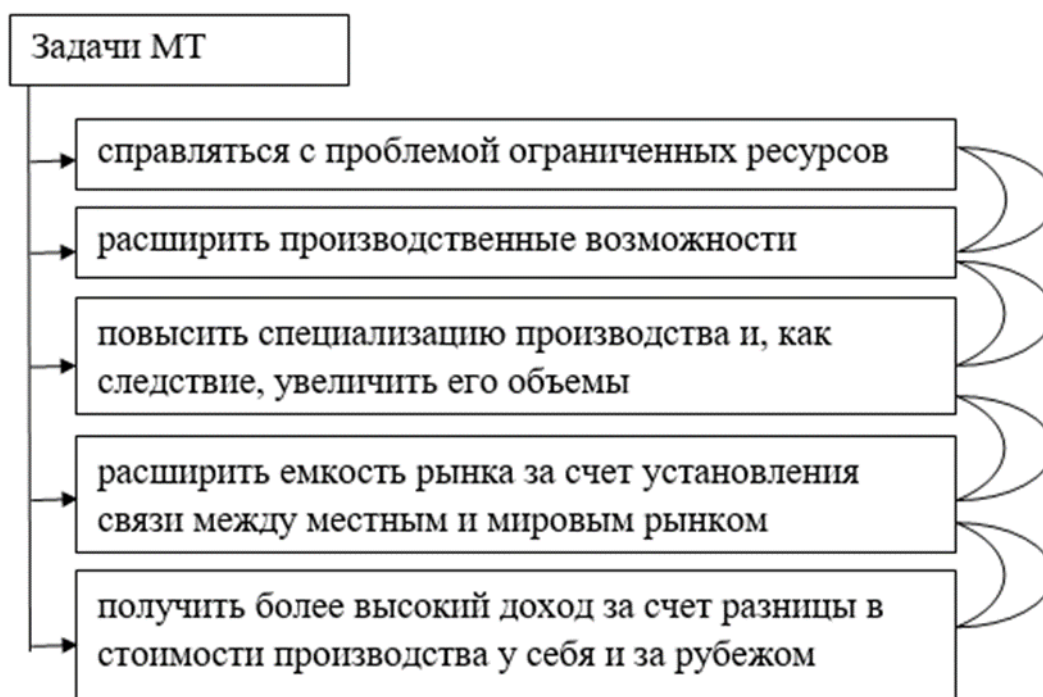 Задачи МТ
справляться с проблемой ограниченных ресурсов
расширить производственные возможности
повысить специализацию производства и, как
следствие, увеличить его объемы
расширить емкость рынка за счет установления
связи между местным и мировым рынком
получить более высокий доход за счет разницы в
стоимости производства у себя и за рубежом